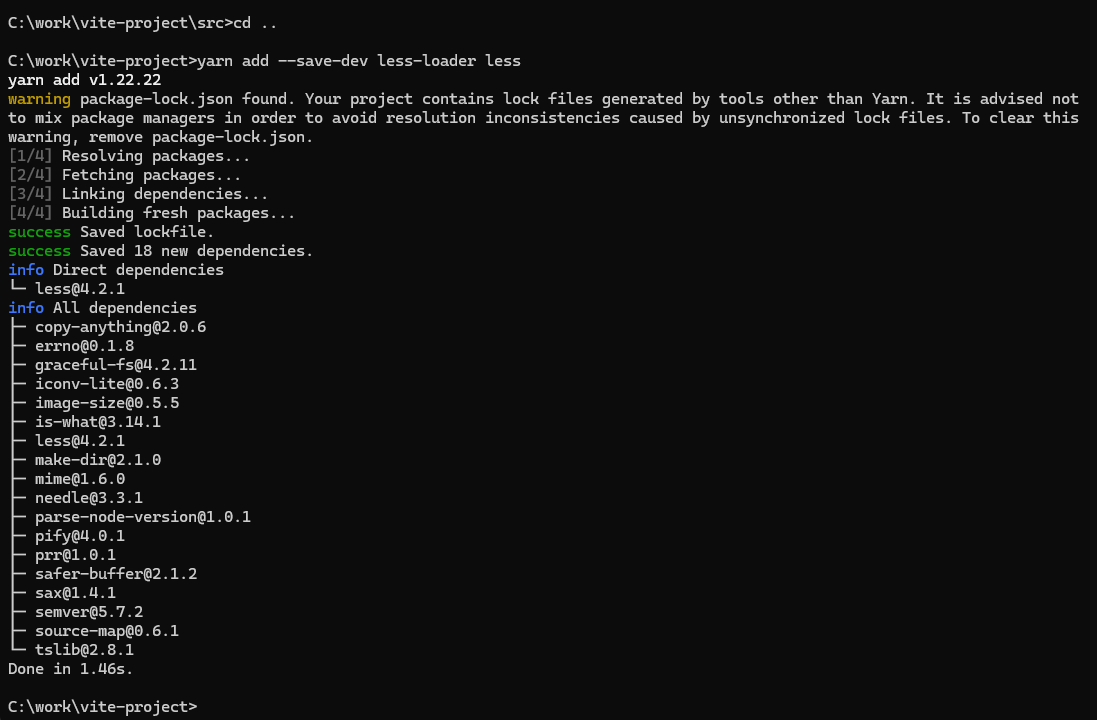 C:\work\vite-project\src>cd ..
C:\work\vite-project>yarn add --save-dev less-loader less
yarn add v1.22.22
warning package-lock.json found. Your project contains lock files generated by tools other than Yarn. It is advised not
to mix package managers in order to avoid resolution inconsistencies caused by unsynchronized lock files. To clear this
warning, remove package-lock.json.
[1/4] Resolving packages...
[2/4] Fetching packages...
[3/4] Linking dependencies...
[4/4] Building fresh packages...
success Saved lockfile.
success Saved 18 new dependencies.
info Direct dependencies
└─ less@4.2.1
info All dependencies
├─ copy-anything@2.0.6
├─ errno@0.1.8
├─ graceful-fs@4.2.11
├─ iconv-lite@0.6.3
├─ image-size@0.5.5
├─ is-what@3.14.1
├─ less@4.2.1
├─ make-dir@2.1.0
├─ mime@1.6.0
├─ needle@3.3.1
├─ parse-node-version@1.0.1
├─ pify@4.0.1
├─ prr@1.0.1
├─ safer-buffer@2.1.2
├─ sax@1.4.1
├─ semver@5.7.2
├─ source-map@0.6.1
└─ tslib@2.8.1
Done in 1.46s.
C:\work\vite-project>